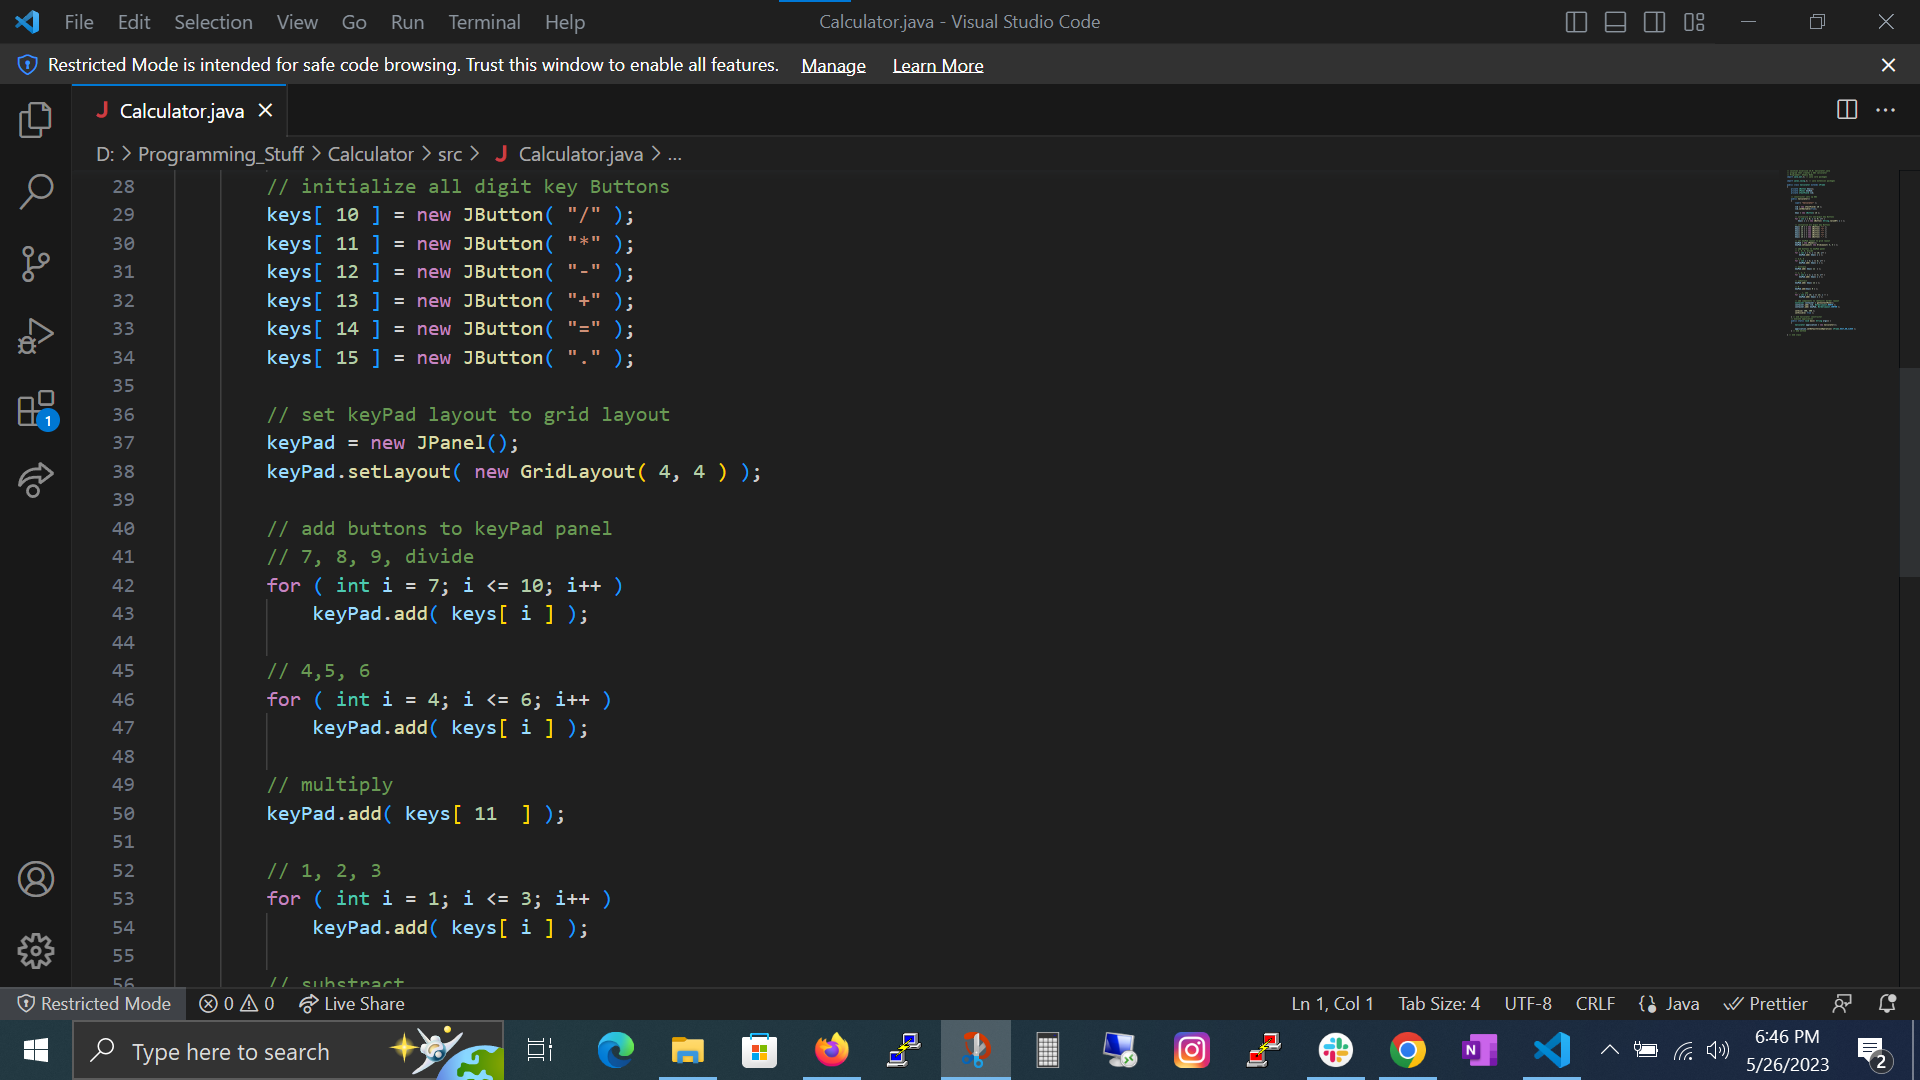 File Edit Selection View Go Run Terminal Help Calculator.java - Visual Studio Code
Restricted Mode is intended for safe code browsing. Trust this window to enable all features. Manage Learn More
J Calculator.java
D: > Programming_Stuff > Calculator > src > J Calculator.java > ...
28 // initialize all digit key Buttons
29 keys[ 10 ] = new JButton( "/" );
30 keys[ 11 ] = new JButton( "*" );
31 keys[ 12 ] = new JButton( "-" );
32 keys[ 13 ] = new JButton( "+" );
33 keys[ 14 ] = new JButton( "=" );
34 keys[ 15 ] = new JButton( "." );
35
36 // set keyPad layout to grid layout
37 keyPad = new JPanel();
38 keyPad.setLayout( new GridLayout( 4, 4 ) );
39
40 // add buttons to keyPad panel
41 // 7, 8, 9, divide
42 for ( int i = 7; i <= 10; i++ )
43 keyPad.add( keys[ i ] );
44
45 // 4,5, 6
46 for ( int i = 4; i <= 6; i++ )
47 keyPad.add( keys[ i ] );
48
49 // multiply
50 keyPad.add( keys[ 11  ] );
51
52 // 1, 2, 3
53 for ( int i = 1; i <= 3; i++ )
54 keyPad.add( keys[ i ] );
55
56 // substract
1
Restricted Mode 0 0 Live Share Ln 1, Col 1 Tab Size: 4 UTF-8 CRLF {} Java Prettier
Type here to search
N
6:46 PM
5/26/2023
2